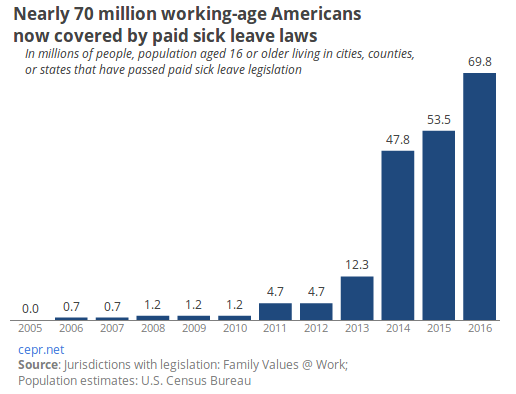 Nearly 70 million working-age Americans
now covered by paid sick leave laws
In millions of people, population aged 16 or older living in cities, counties,
or states that have passed paid sick leave legislation
69.8
53.5
47.8
12.3
4.7 4.7
1.2 1.2 1.2
0.0 0.7 0.7
2005 2006 2007 2008 2009 2010 2011 2012 2013 2014 2015 2016
cepr.net
Source: Jurisdictions with legislation: Family Values @ Work;
Population estimates: U.S. Census Bureau